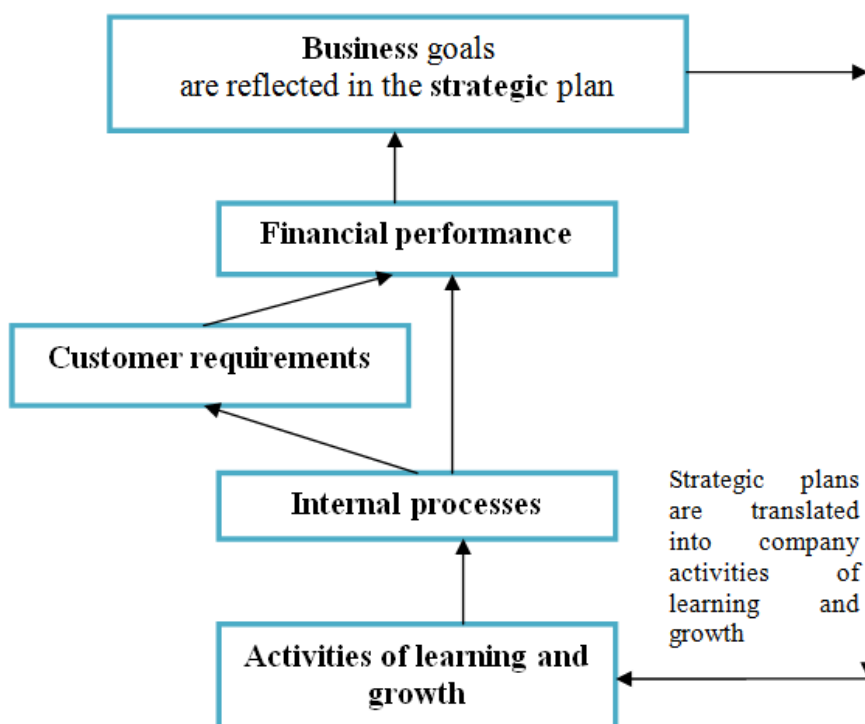 Business goals
are reflected in the strategic plan
Financial performance
Customer requirements
Internal processes
Strategic plans
are translated
into company
activities of
learning and
growth
Activities of learning and
growth